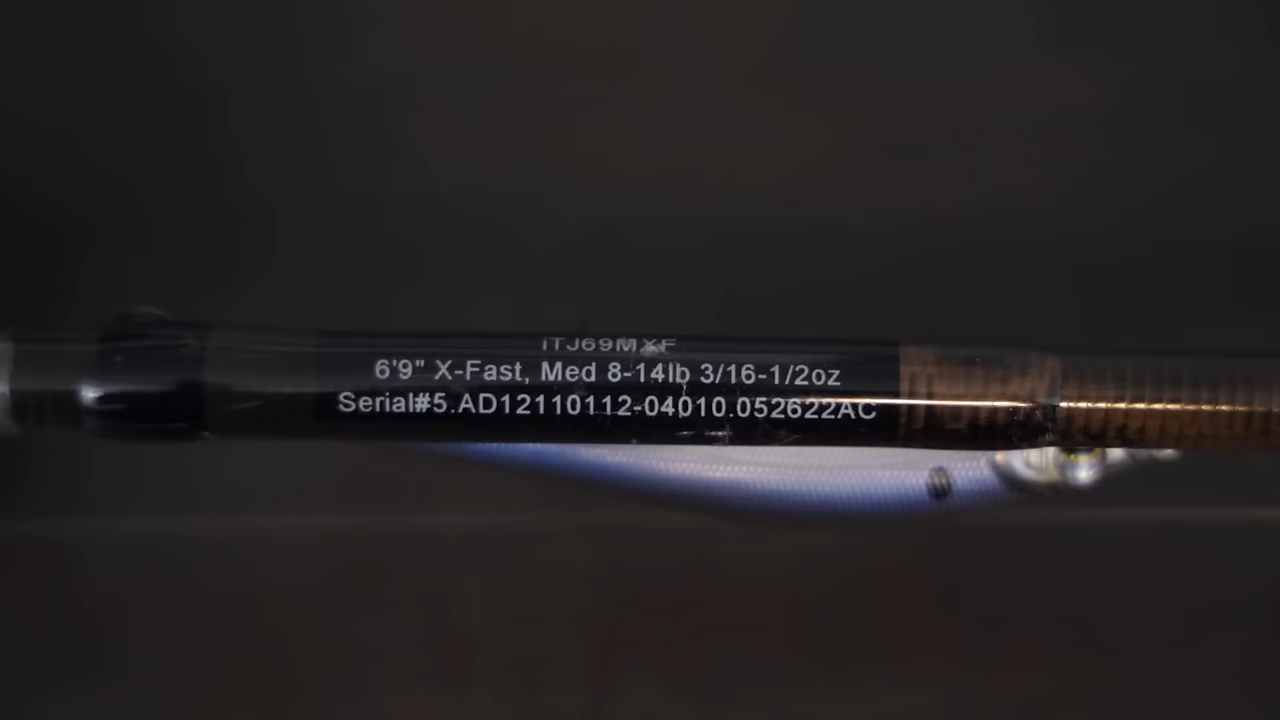 iTJ69MXF
6'9" X-Fast, Med 8-14lb 3/16-1/2oz
Serial#5.AD12110112-04010.052622AC